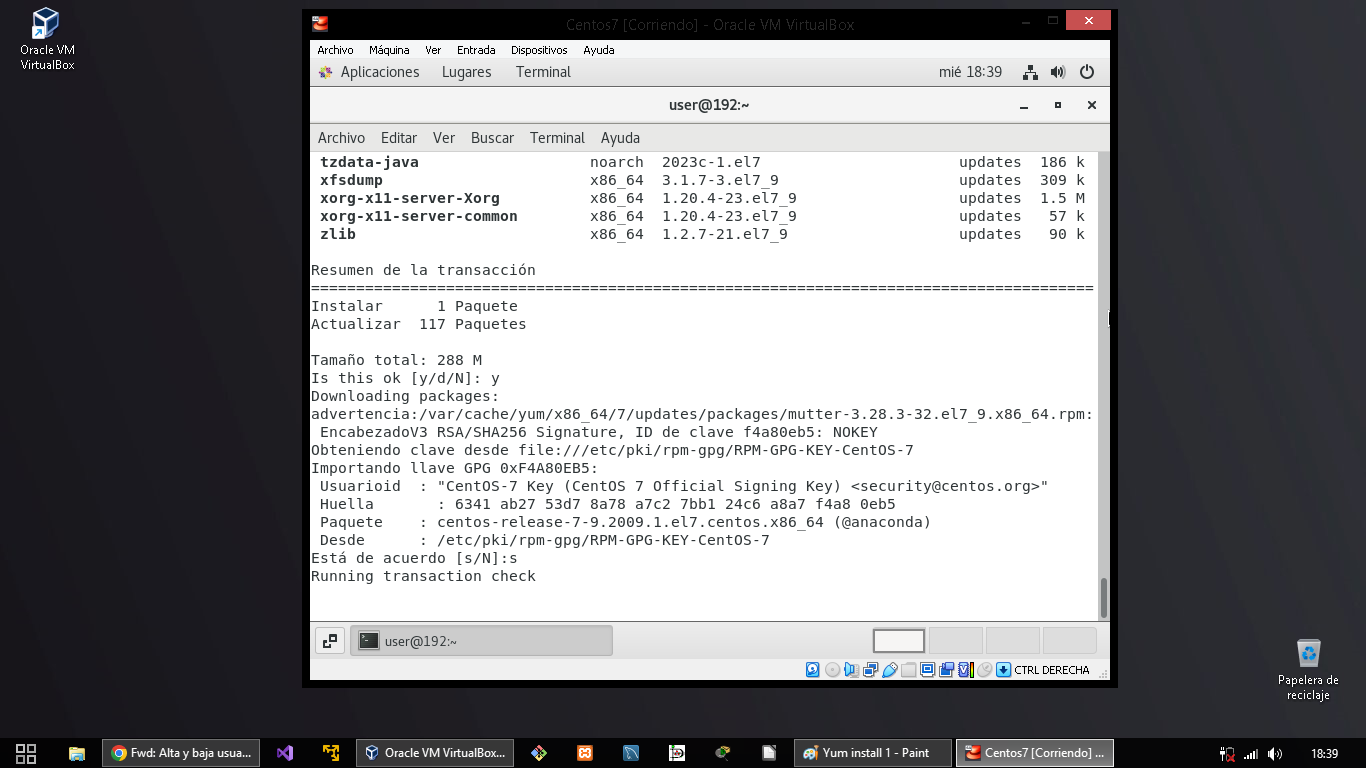 Oracle VM
VirtualBox
Centos7 [Corriendo] - Oracle VM VirtualBox
Archivo Máquina Ver Entrada Dispositivos Ayuda
Aplicaciones Lugares Terminal mié 18:39
user@192:~
Archivo Editar Ver Buscar Terminal Ayuda
tzdata-java noarch 2023c-1.el7 updates 186 k
xfsdump x86_64 3.1.7-3.el7_9 updates 309 k
xorg-x11-server-Xorg x86_64 1.20.4-23.el7_9 updates 1.5 M
xorg-x11-server-common x86_64 1.20.4-23.el7_9 updates 57 k
zlib x86_64 1.2.7-21.el7_9 updates 90 k
Resumen de la transacción
=======================================================================================
Instalar 1 Paquete
Actualizar 117 Paquetes
Tamaño total: 288 M
Is this ok [y/d/N]: y
Downloading packages:
advertencia:/var/cache/yum/x86_64/7/updates/packages/mutter-3.28.3-32.el7_9.x86_64.rpm:
EncabezadoV3 RSA/SHA256 Signature, ID de clave f4a80eb5: NOKEY
Obteniendo clave desde file:///etc/pki/rpm-gpg/RPM-GPG-KEY-CentOS-7
Importando llave GPG 0xF4A80EB5:
Usuarioid : "CentOS-7 Key (CentOS 7 Official Signing Key) <security@centos.org>"
Huella : 6341 ab27 53d7 8a78 a7c2 7bb1 24c6 a8a7 f4a8 0eb5
Paquete : centos-release-7-9.2009.1.el7.centos.x86_64 (@anaconda)
Desde : /etc/pki/rpm-gpg/RPM-GPG-KEY-CentOS-7
Está de acuerdo [s/N]:s
Running transaction check
user@192:~
CTRL DERECHA
Papelera de
reciclaje
Fwd: Alta y baja usua... Oracle VM VirtualBox... Yum install 1 - Paint Centos7 [Corriendo] ... 18:39